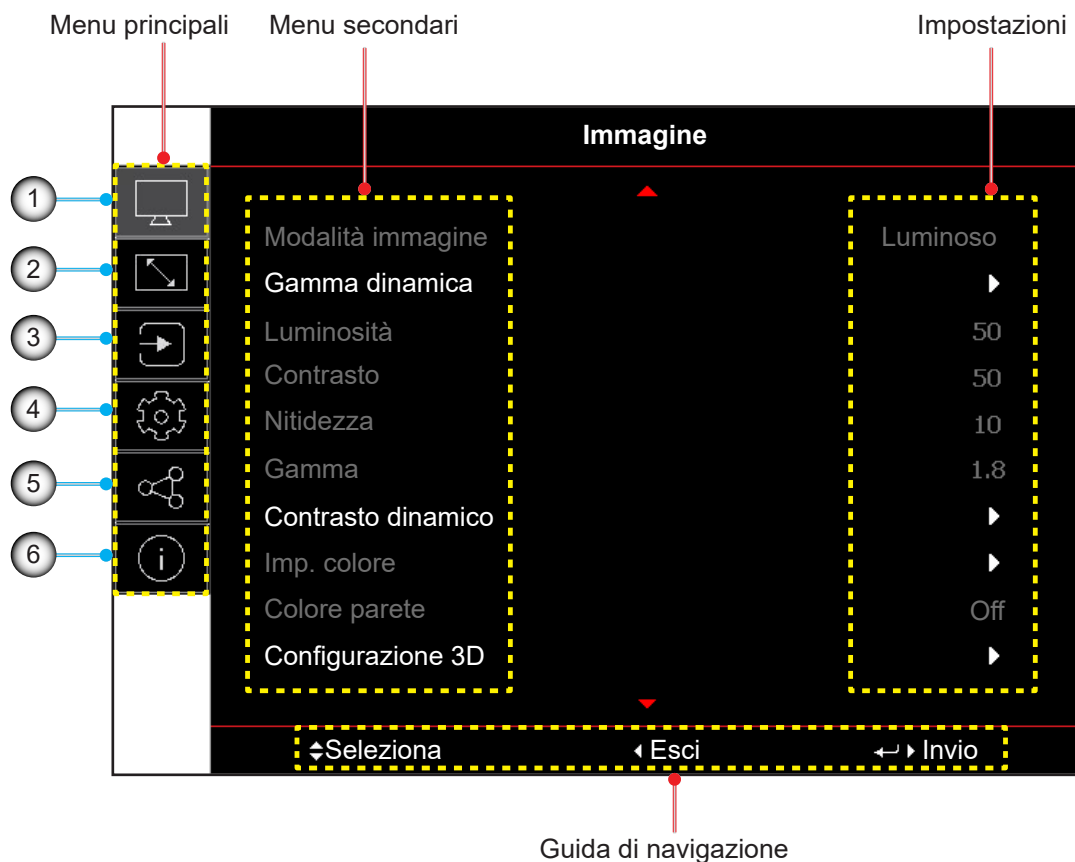 Menu principali Menu secondari Impostazioni
Immagine
1
2
3
4
5
6
Modalità immagine Luminoso
Gamma dinamica
Luminosità 50
Contrasto 50
Nitidezza 10
Gamma 1.8
Contrasto dinamico
Imp. colore
Colore parete Off
Configurazione 3D
Seleziona Esci Invio
Guida di navigazione